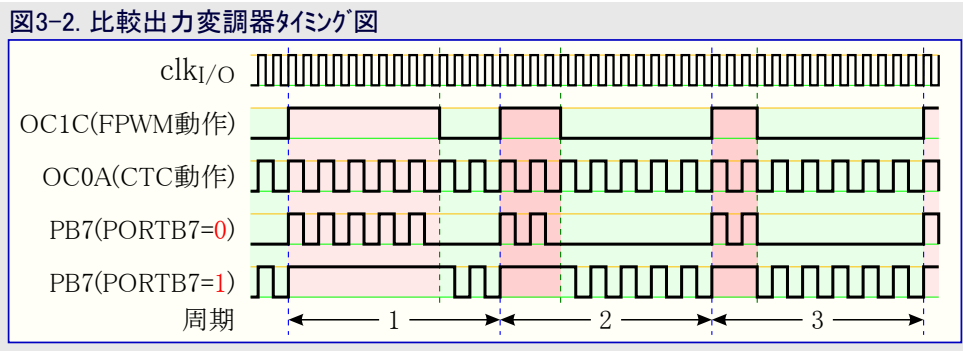 図3-2. 比較出力変調器ﾀｲﾐﾝｸﾞ図
clkI/O
OC1C(FPWM動作)
OC0A(CTC動作)
PB7(PORTB7=0)
PB7(PORTB7=1)
周期 1 2 3